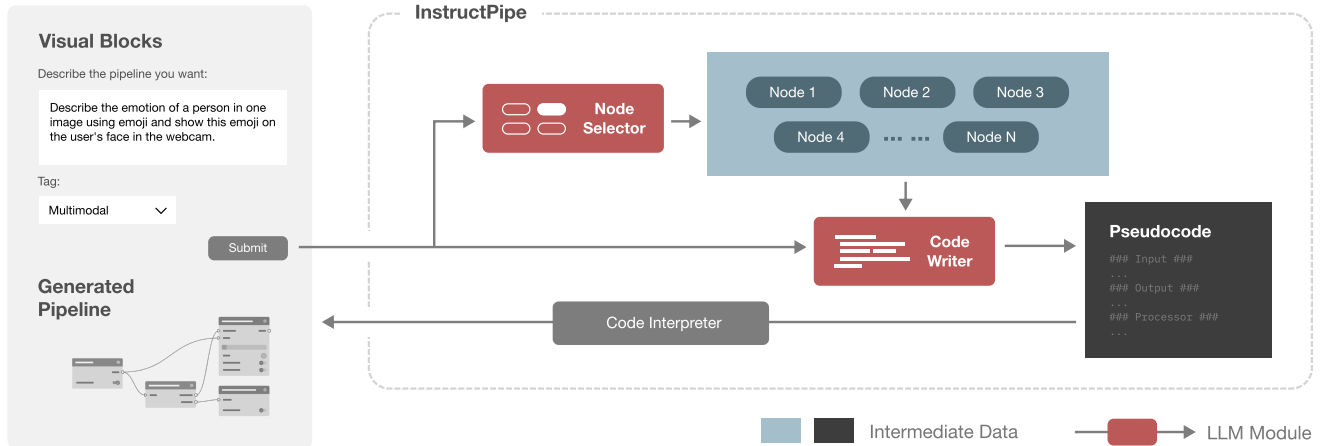 InstructPipe
Visual Blocks
Describe the pipeline you want:
Describe the emotion of a person in one
image using emoji and show this emoji on
the user's face in the webcam.
Tag:
Multimodal
Submit
Generated
Pipeline
Node
Selector
Node 1
Node 2
Node 3
Node 4
... ...
Node N
Code
Writer
Pseudocode
### Input ###
...
### Output ###
...
### Processor ###
...
Code Interpreter
Intermediate Data
LLM Module